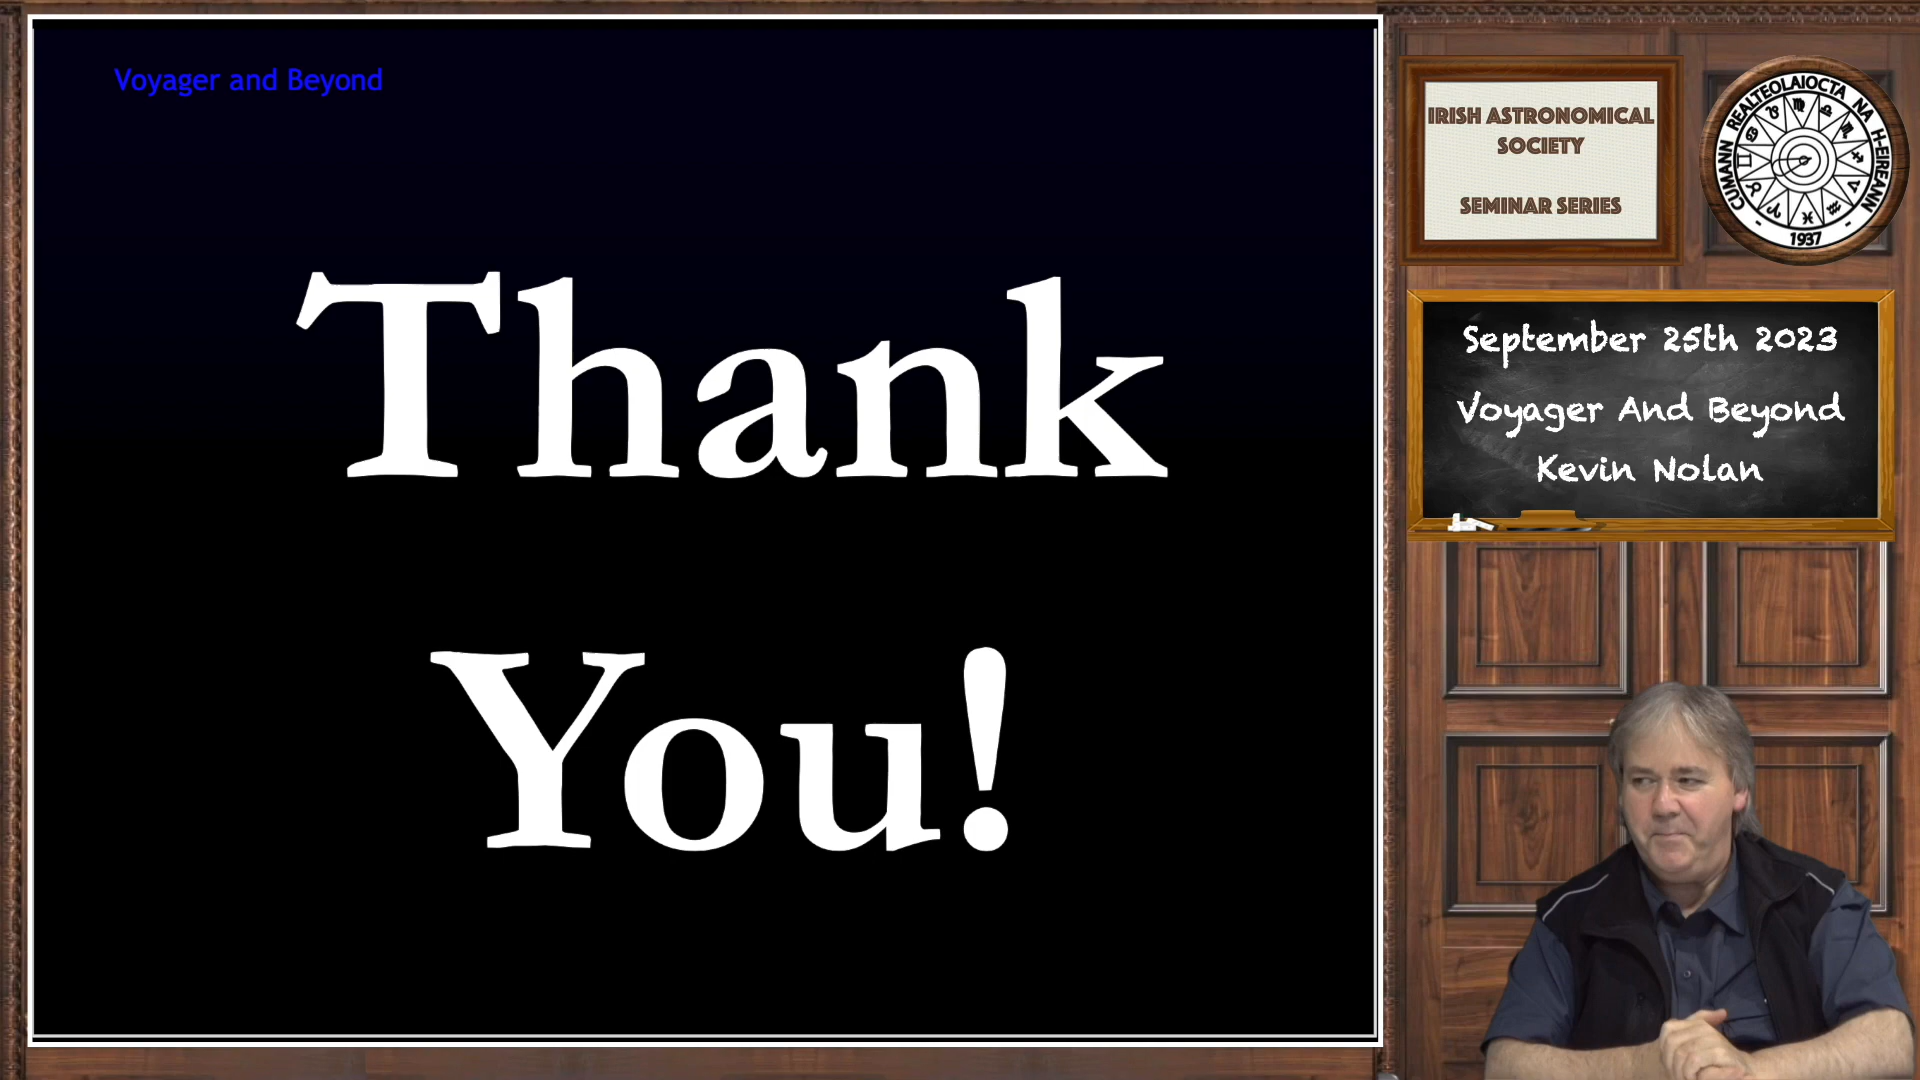 Voyager and Beyond
Thank
You!
IRISH ASTRONOMICAL
SOCIETY
SEMINAR SERIES
CUMANN REALTEOLAIOCTA NA H-EIREANN
- 1937 -
September 25th 2023
Voyager And Beyond
Kevin Nolan